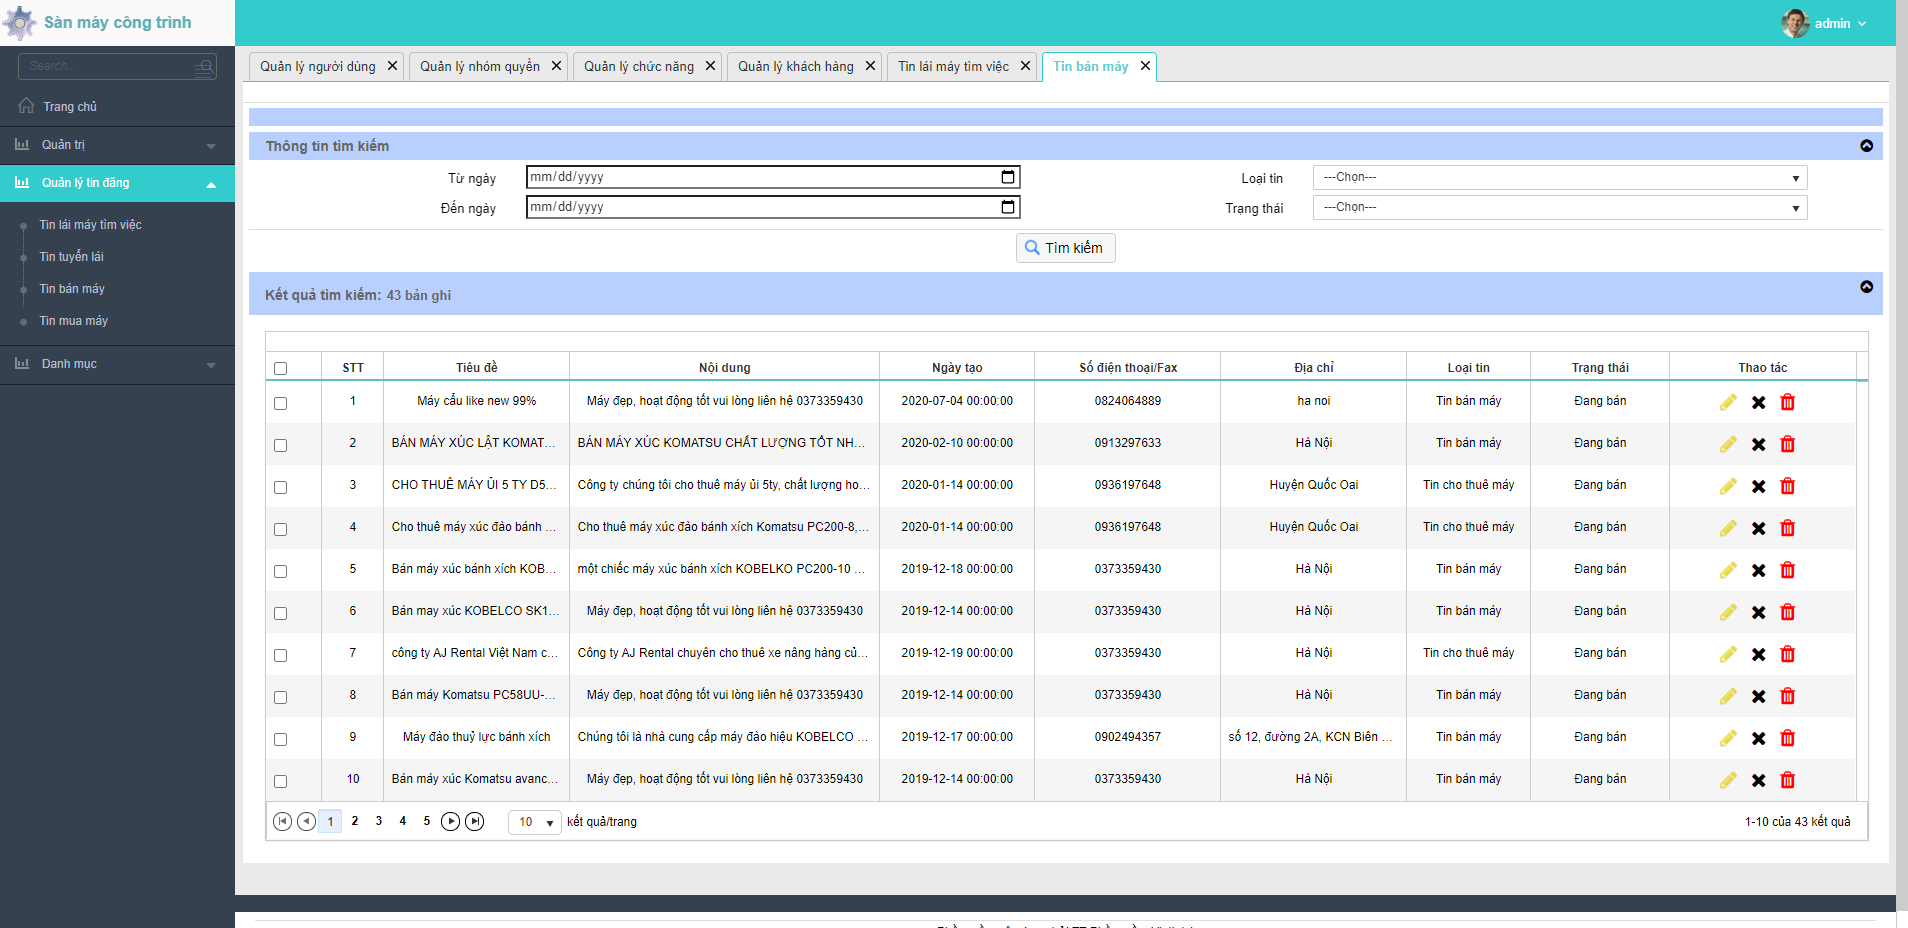 Sàn máy công trình
admin
Search...
Quản lý người dùng
Quản lý nhóm quyền
Quản lý chức năng
Quản lý khách hàng
Tin lái máy tìm việc
Tin bán máy
Trang chủ
Quản trị
Quản lý tin đăng
Tin lái máy tìm việc
Tin tuyển lái
Tin bán máy
Tin mua máy
Danh mục
Thông tin tìm kiếm
Từ ngày mm/dd/yyyy Loại tin ---Chọn---
Đến ngày mm/dd/yyyy Trạng thái ---Chọn---
Tìm kiếm
Kết quả tìm kiếm: 43 bản ghi
STT Tiêu đề Nội dung Ngày tạo Số điện thoại/Fax Địa chỉ Loại tin Trạng thái Thao tác
1 Máy cẩu like new 99% Máy đẹp, hoạt động tốt vui lòng liên hệ 0373359430 2020-07-04 00:00:00 0824064889 ha noi Tin bán máy Đang bán
2 BÁN MÁY XÚC LẬT KOMAT... BÁN MÁY XÚC KOMATSU CHẤT LƯỢNG TỐT NH... 2020-02-10 00:00:00 0913297633 Hà Nội Tin bán máy Đang bán
3 CHO THUÊ MÁY ỦI 5 TY D5... Công ty chúng tôi cho thuê máy ủi 5ty, chất lượng ho... 2020-01-14 00:00:00 0936197648 Huyện Quốc Oai Tin cho thuê máy Đang bán
4 Cho thuê máy xúc đào bánh ... Cho thuê máy xúc đào bánh xích Komatsu PC200-8,... 2020-01-14 00:00:00 0936197648 Huyện Quốc Oai Tin cho thuê máy Đang bán
5 Bán máy xúc bánh xích KOB... một chiếc máy xúc bánh xích KOBELKO PC200-10 ... 2019-12-18 00:00:00 0373359430 Hà Nội Tin bán máy Đang bán
6 Bán may xúc KOBELCO SK1... Máy đẹp, hoạt động tốt vui lòng liên hệ 0373359430 2019-12-14 00:00:00 0373359430 Hà Nội Tin bán máy Đang bán
7 công ty AJ Rental Việt Nam c... Công ty AJ Rental chuyên cho thuê xe nâng hàng củ... 2019-12-19 00:00:00 0373359430 Hà Nội Tin cho thuê máy Đang bán
8 Bán máy Komatsu PC58UU-... Máy đẹp, hoạt động tốt vui lòng liên hệ 0373359430 2019-12-14 00:00:00 0373359430 Hà Nội Tin bán máy Đang bán
9 Máy đào thuỷ lực bánh xích Chúng tôi là nhà cung cấp máy đào hiệu KOBELCO ... 2019-12-17 00:00:00 0902494357 số 12, đường 2A, KCN Biên ... Tin bán máy Đang bán
10 Bán máy xúc Komatsu avanc... Máy đẹp, hoạt động tốt vui lòng liên hệ 0373359430 2019-12-14 00:00:00 0373359430 Hà Nội Tin bán máy Đang bán
1 2 3 4 5 10 kết quả/trang 1-10 của 43 kết quả